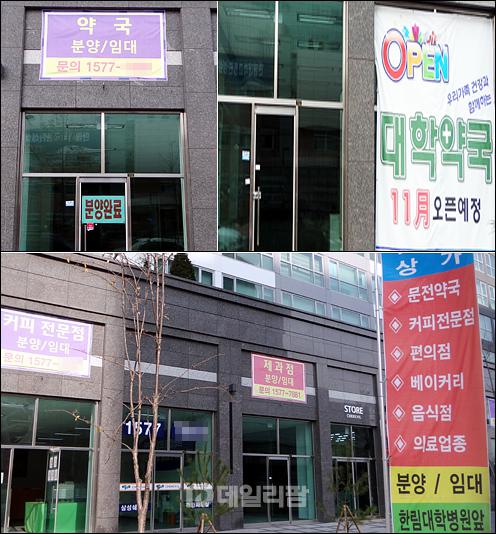 약 국
분양/임대
문의 1577-
분양완료
OPEN
우리가족 건강과
함께하는
대학약국
11月 오픈예정
커피 전문점
분양/임대
문의 1577-
1577
제과점
분양/임대
문의 1577-7081
STORE
상 가
◈ 문전약국
◈ 커피전문점
◈ 편의점
◈ 베이커리
◈ 음식점
◈ 의료업종
분양 / 임대
한림대학병원앞
데일리팜